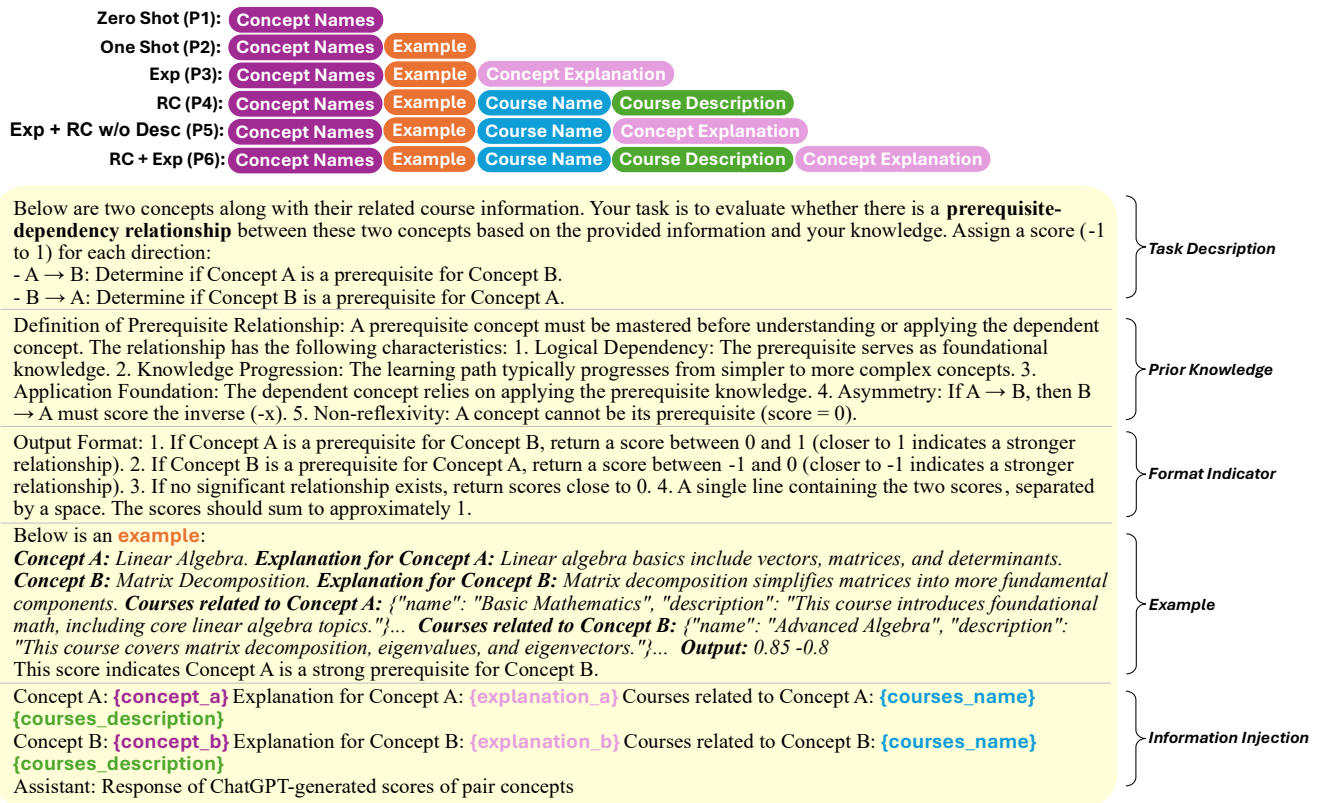 Zero Shot (P1): Concept Names
One Shot (P2): Concept Names Example
Exp (P3): Concept Names Example Concept Explanation
RC (P4): Concept Names Example Course Name Course Description
Exp + RC w/o Desc (P5): Concept Names Example Course Name Concept Explanation
RC + Exp (P6): Concept Names Example Course Name Course Description Concept Explanation
Below are two concepts along with their related course information. Your task is to evaluate whether there is a prerequisite-
dependency relationship between these two concepts based on the provided information and your knowledge. Assign a score (-1
to 1) for each direction:
- A → B: Determine if Concept A is a prerequisite for Concept B.
- B → A: Determine if Concept B is a prerequisite for Concept A.
Task Decsription
Definition of Prerequisite Relationship: A prerequisite concept must be mastered before understanding or applying the dependent
concept. The relationship has the following characteristics: 1. Logical Dependency: The prerequisite serves as foundational
knowledge. 2. Knowledge Progression: The learning path typically progresses from simpler to more complex concepts. 3.
Application Foundation: The dependent concept relies on applying the prerequisite knowledge. 4. Asymmetry: If A → B, then B
→ A must score the inverse (-x). 5. Non-reflexivity: A concept cannot be its prerequisite (score = 0).
Prior Knowledge
Output Format: 1. If Concept A is a prerequisite for Concept B, return a score between 0 and 1 (closer to 1 indicates a stronger
relationship). 2. If Concept B is a prerequisite for Concept A, return a score between -1 and 0 (closer to -1 indicates a stronger
relationship). 3. If no significant relationship exists, return scores close to 0. 4. A single line containing the two scores, separated
by a space. The scores should sum to approximately 1.
Format Indicator
Below is an example:
Concept A: Linear Algebra. Explanation for Concept A: Linear algebra basics include vectors, matrices, and determinants.
Concept B: Matrix Decomposition. Explanation for Concept B: Matrix decomposition simplifies matrices into more fundamental
components. Courses related to Concept A: {"name": "Basic Mathematics", "description": "This course introduces foundational
math, including core linear algebra topics."}... Courses related to Concept B: {"name": "Advanced Algebra", "description":
"This course covers matrix decomposition, eigenvalues, and eigenvectors."}... Output: 0.85 -0.8
This score indicates Concept A is a strong prerequisite for Concept B.
Example
Concept A: {concept_a} Explanation for Concept A: {explanation_a} Courses related to Concept A: {courses_name}
{courses_description}
Concept B: {concept_b} Explanation for Concept B: {explanation_b} Courses related to Concept B: {courses_name}
{courses_description}
Assistant: Response of ChatGPT-generated scores of pair concepts
Information Injection